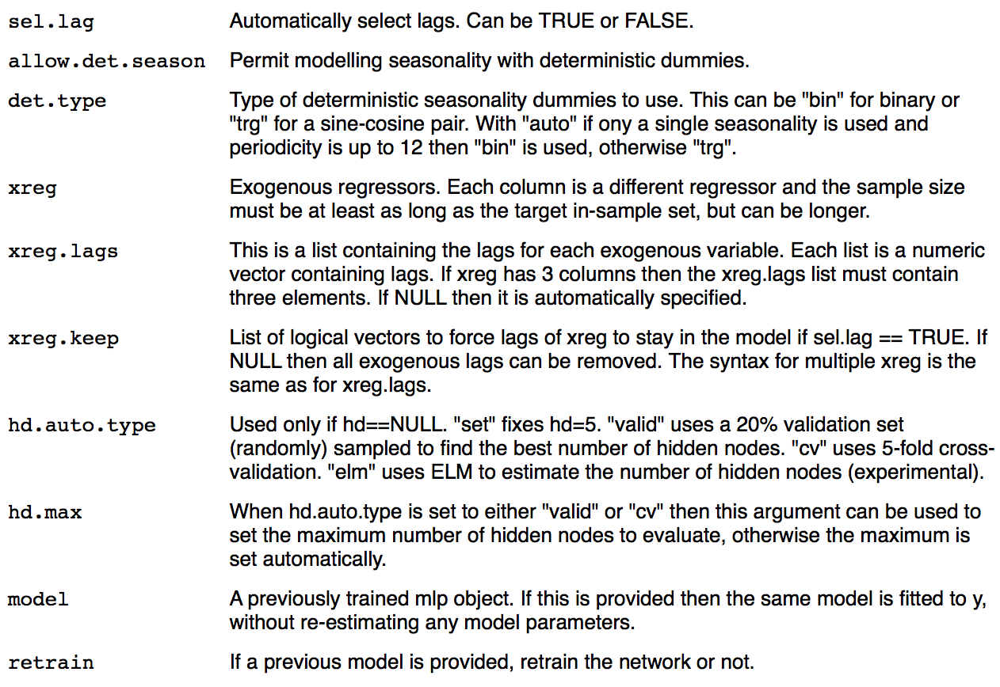 sel.lag Automatically select lags. Can be TRUE or FALSE.
allow.det.season Permit modelling seasonality with deterministic dummies.
det.type Type of deterministic seasonality dummies to use. This can be "bin" for binary or
"trg" for a sine-cosine pair. With "auto" if ony a single seasonality is used and
periodicity is up to 12 then "bin" is used, otherwise "trg".
xreg Exogenous regressors. Each column is a different regressor and the sample size
must be at least as long as the target in-sample set, but can be longer.
xreg.lags This is a list containing the lags for each exogenous variable. Each list is a numeric
vector containing lags. If xreg has 3 columns then the xreg.lags list must contain
three elements. If NULL then it is automatically specified.
xreg.keep List of logical vectors to force lags of xreg to stay in the model if sel.lag == TRUE. If
NULL then all exogenous lags can be removed. The syntax for multiple xreg is the
same as for xreg.lags.
hd.auto.type Used only if hd==NULL. "set" fixes hd=5. "valid" uses a 20% validation set
(randomly) sampled to find the best number of hidden nodes. "cv" uses 5-fold cross-
validation. "elm" uses ELM to estimate the number of hidden nodes (experimental).
hd.max When hd.auto.type is set to either "valid" or "cv" then this argument can be used to
set the maximum number of hidden nodes to evaluate, otherwise the maximum is
set automatically.
model A previously trained mlp object. If this is provided then the same model is fitted to y,
without re-estimating any model parameters.
retrain If a previous model is provided, retrain the network or not.